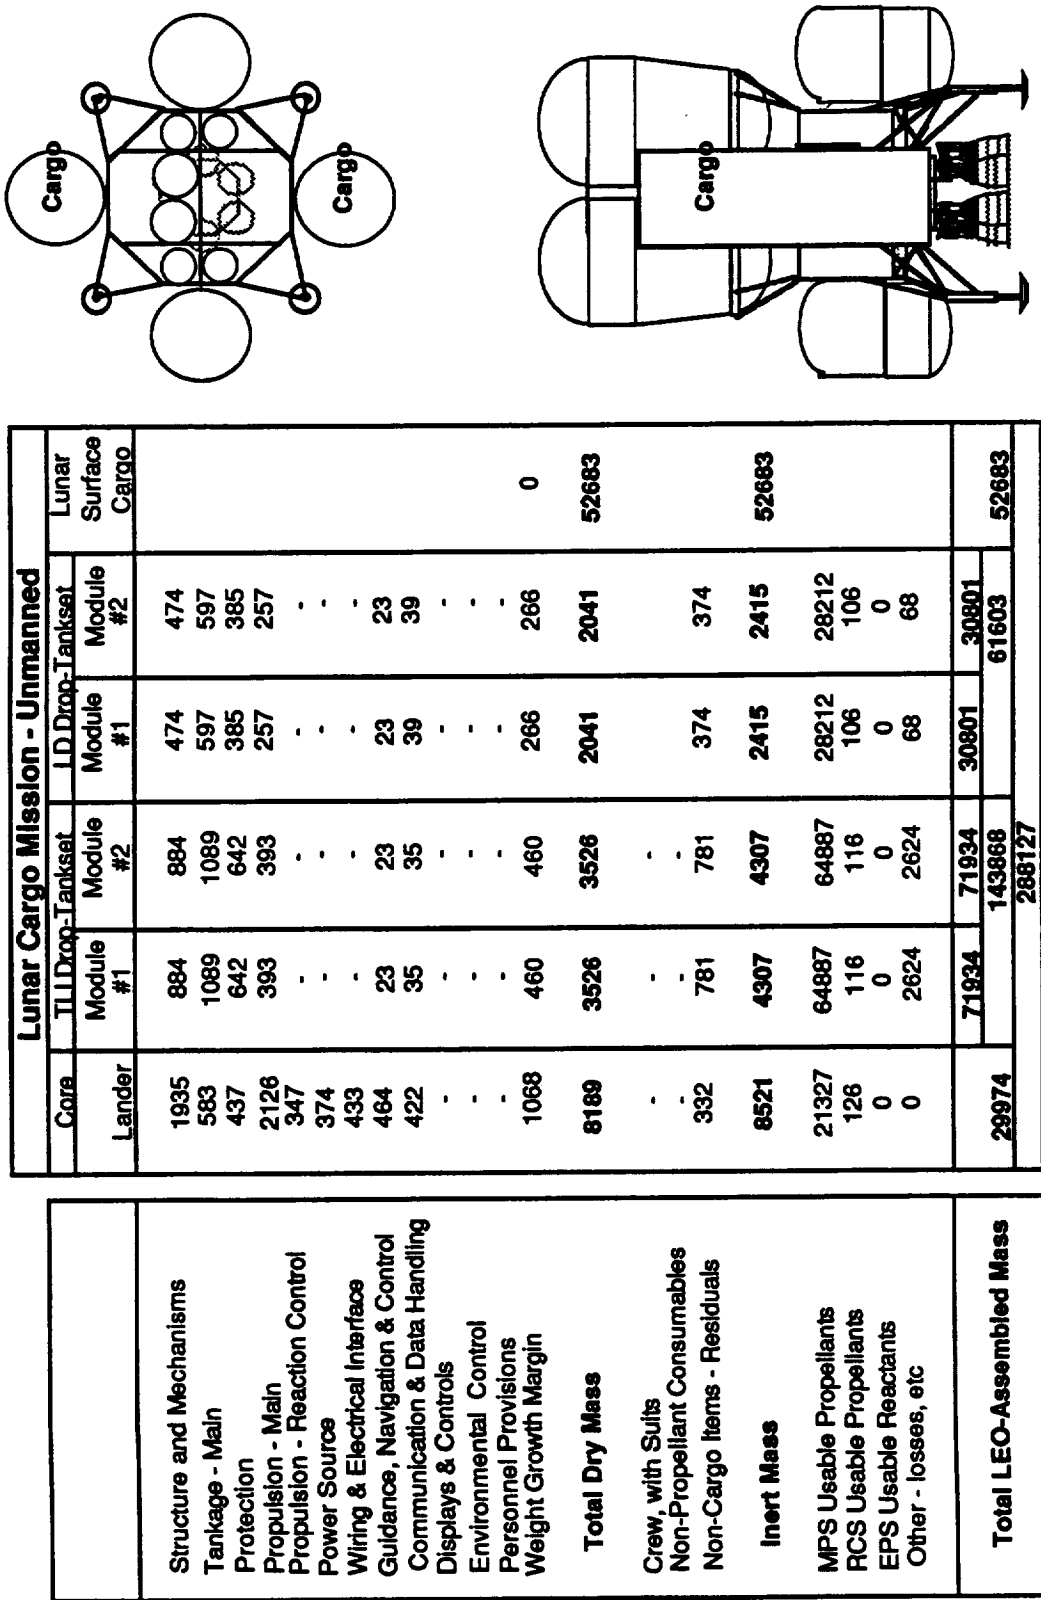 Lunar Cargo Mission - Unmanned
Core TLI Drop-Tankset LD Drop-Tankset Lunar
Lander Module Module Module Module Surface
#1 #2 #1 #2 Cargo
Structure and Mechanisms 1935 884 884 474 474
Tankage - Main 583 1089 1089 597 597
Protection 437 642 642 385 385
Propulsion - Main 2126 393 393 257 257
Propulsion - Reaction Control 347 - - - -
Power Source 374 - - - -
Wiring & Electrical Interface 433 - - - -
Guidance, Navigation & Control 464 23 23 23 23
Communication & Data Handling 422 35 35 39 39
Displays & Controls - - - - -
Environmental Control - - - - -
Personnel Provisions - - - - -
Weight Growth Margin 1068 460 460 266 266 0
Total Dry Mass 8189 3526 3526 2041 2041 52683
Crew, with Suits - - -
Non-Propellant Consumables - - -
Non-Cargo Items - Residuals 332 781 781 374 374
Inert Mass 8521 4307 4307 2415 2415 52683
MPS Usable Propellants 21327 64887 64887 28212 28212
RCS Usable Propellants 126 116 116 106 106
EPS Usable Reactants 0 0 0 0 0
Other - losses, etc 0 2624 2624 68 68
71934 71934 30801 30801
Total LEO-Assembled Mass 29974 143868 61603 52683
288127
Cargo
Cargo
Cargo